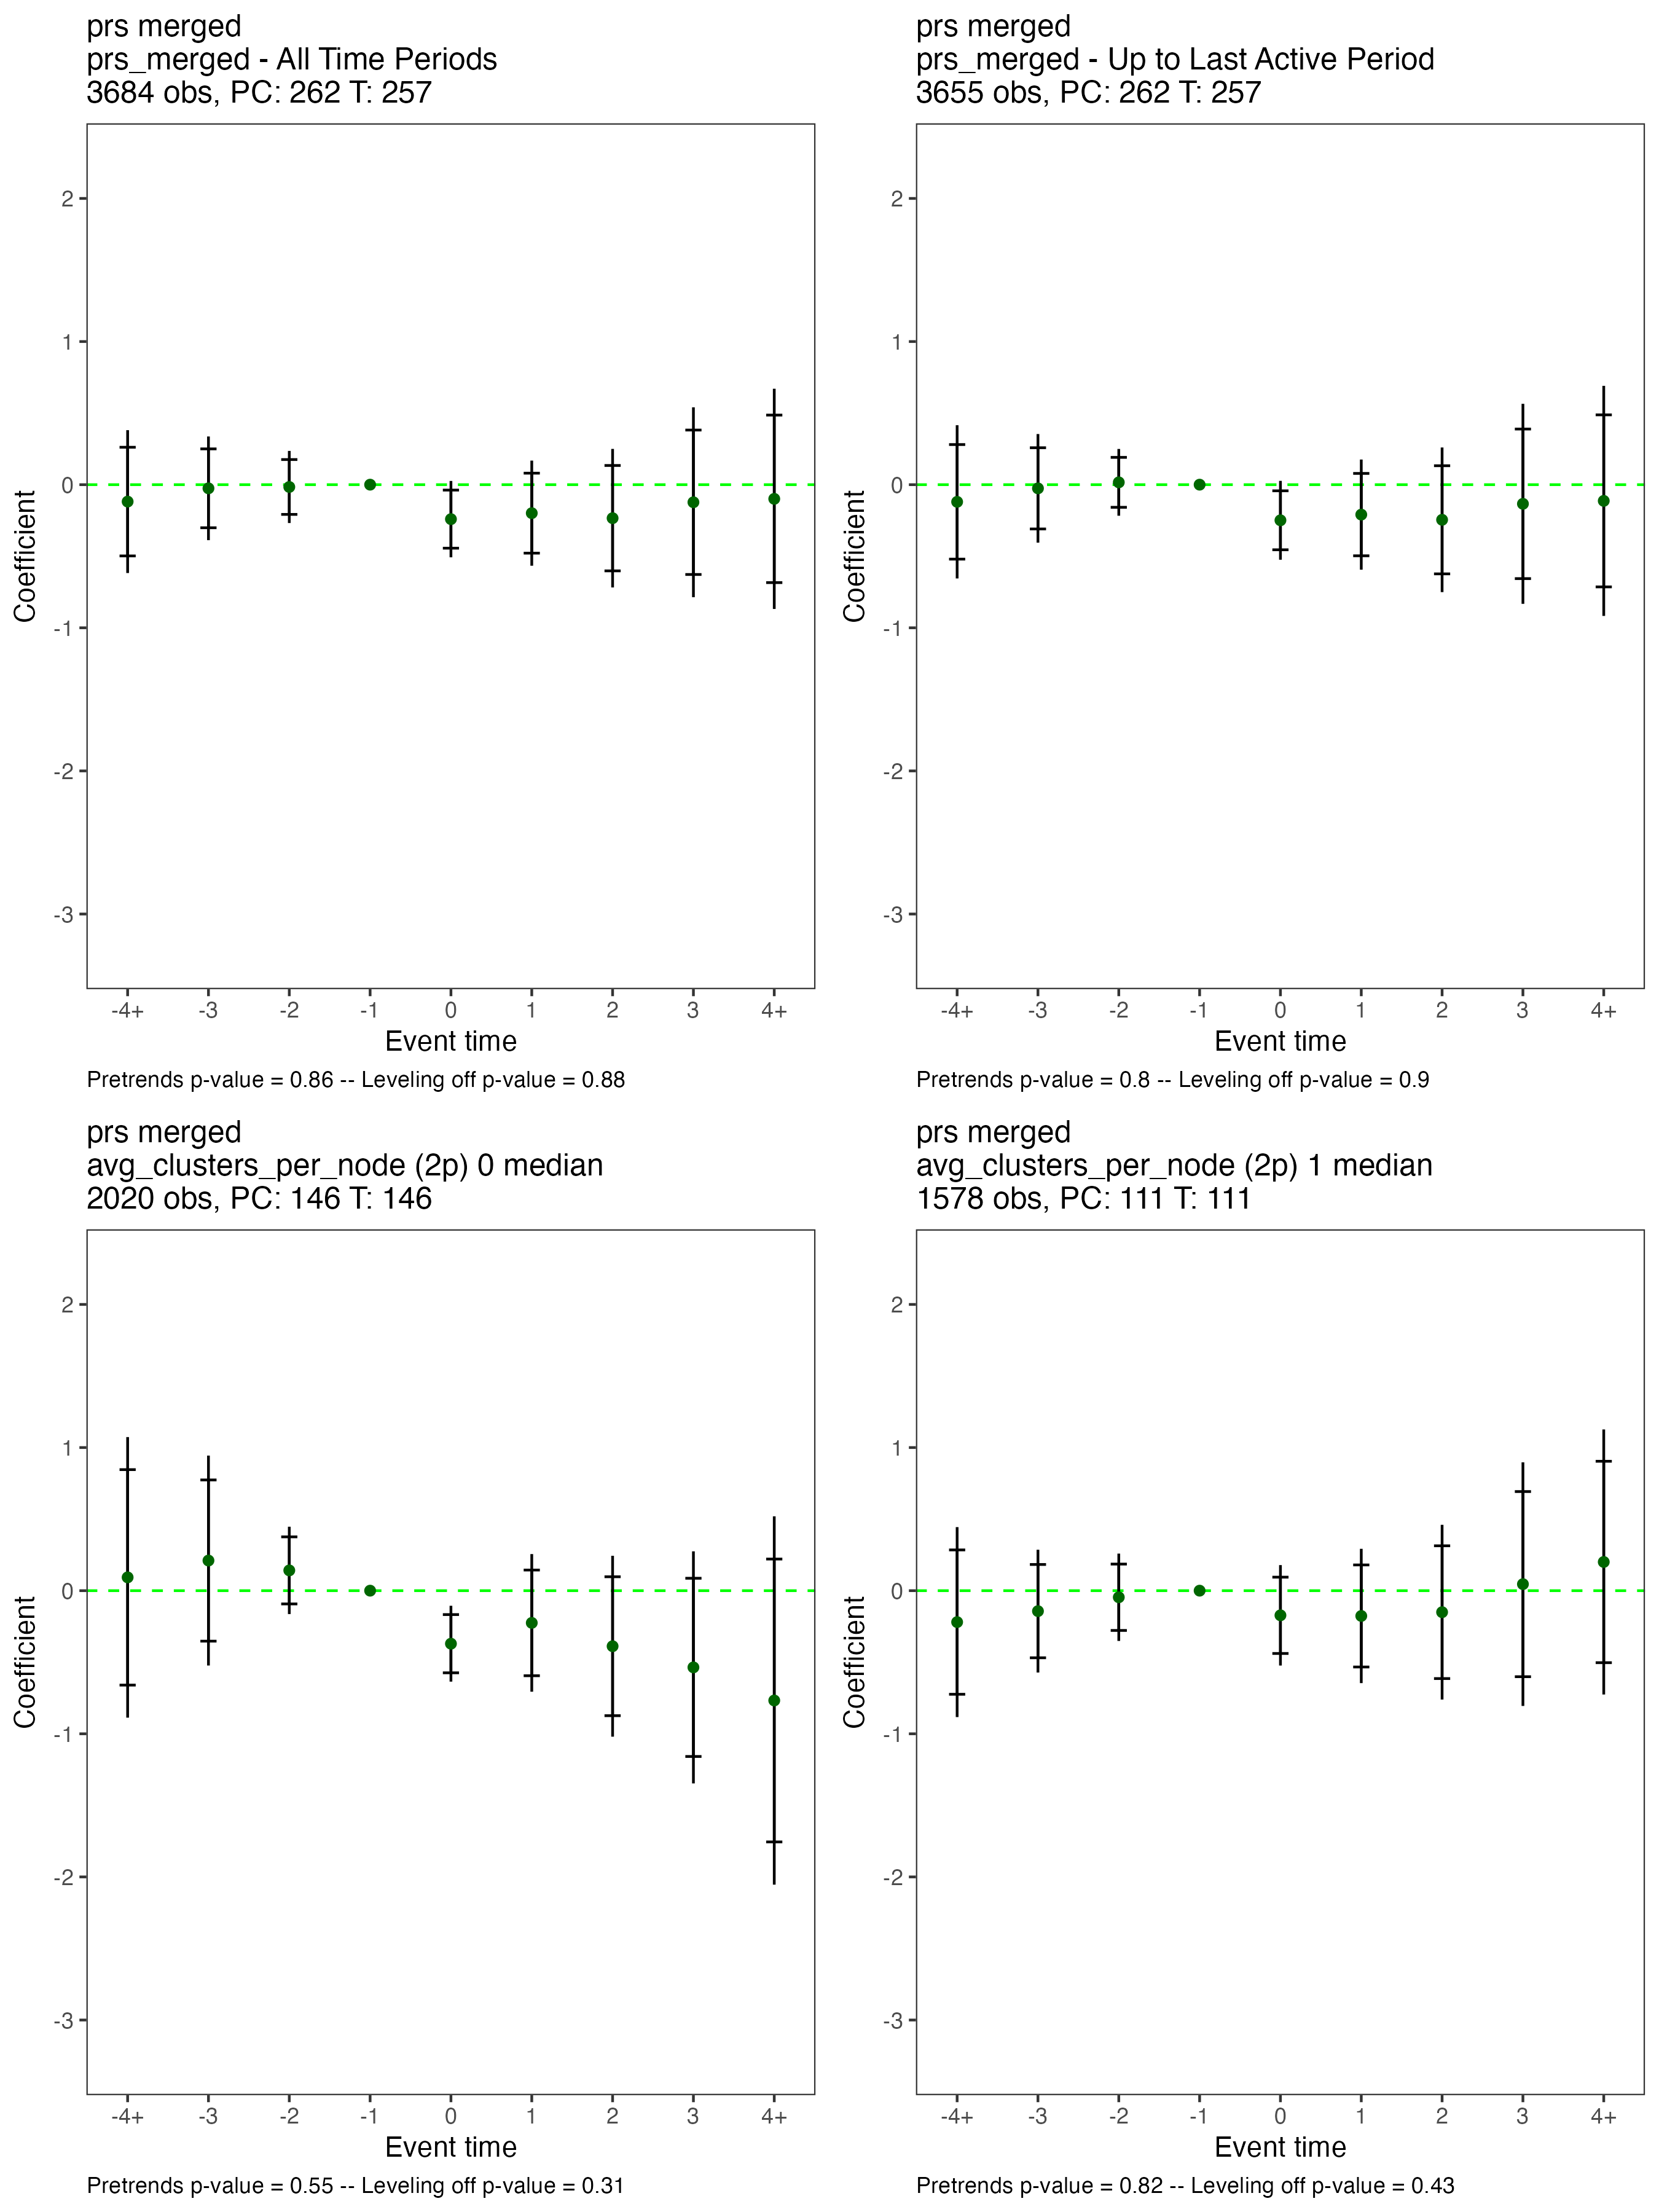 prs merged
prs_merged - All Time Periods
3684 obs, PC: 262 T: 257
2
1
0
-1
-2
-3
Coefficient
-4+ -3 -2 -1 0 1 2 3 4+
Event time
Pretrends p-value = 0.86 -- Leveling off p-value = 0.88
prs merged
prs_merged - Up to Last Active Period
3655 obs, PC: 262 T: 257
2
1
0
-1
-2
-3
Coefficient
-4+ -3 -2 -1 0 1 2 3 4+
Event time
Pretrends p-value = 0.8 -- Leveling off p-value = 0.9
prs merged
avg_clusters_per_node (2p) 0 median
2020 obs, PC: 146 T: 146
2
1
0
-1
-2
-3
Coefficient
-4+ -3 -2 -1 0 1 2 3 4+
Event time
Pretrends p-value = 0.55 -- Leveling off p-value = 0.31
prs merged
avg_clusters_per_node (2p) 1 median
1578 obs, PC: 111 T: 111
2
1
0
-1
-2
-3
Coefficient
-4+ -3 -2 -1 0 1 2 3 4+
Event time
Pretrends p-value = 0.82 -- Leveling off p-value = 0.43